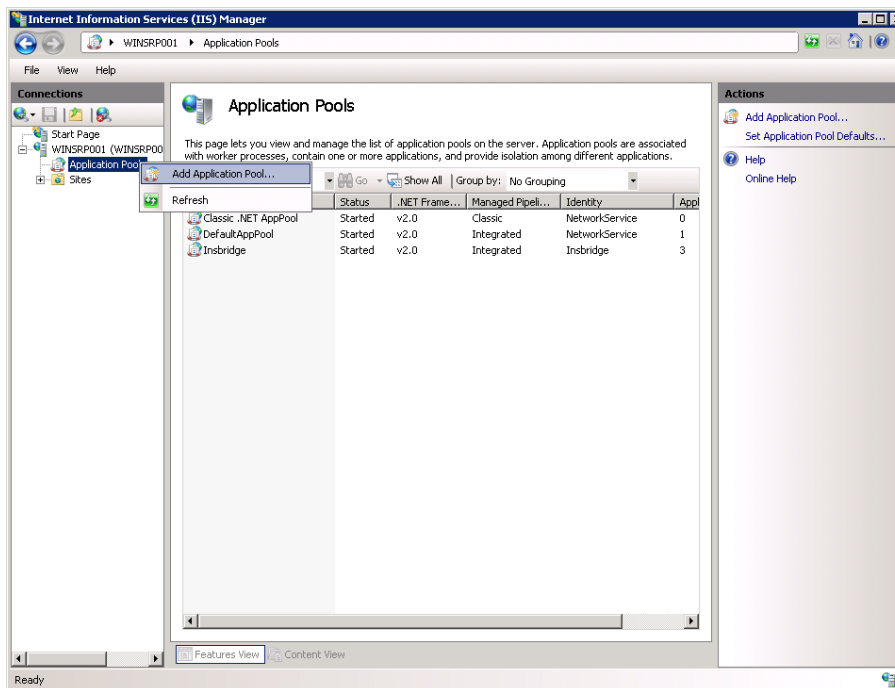 Internet Information Services (IIS) Manager
WINSRP001 Application Pools
File View Help
Connections
Start Page
WINSRP001 (WINSRP00
Application Pools
Sites
Add Application Pool...
Refresh
Application Pools
This page lets you view and manage the list of application pools on the server. Application pools are associated
with worker processes, contain one or more applications, and provide isolation among different applications.
Go Show All Group by: No Grouping
Status .NET Frame... Managed Pipeli... Identity Appl
Classic .NET AppPool Started v2.0 Classic NetworkService 0
DefaultAppPool Started v2.0 Integrated NetworkService 1
Insbridge Started v2.0 Integrated Insbridge 3
Features View Content View
Actions
Add Application Pool...
Set Application Pool Defaults...
Help
Online Help
Ready